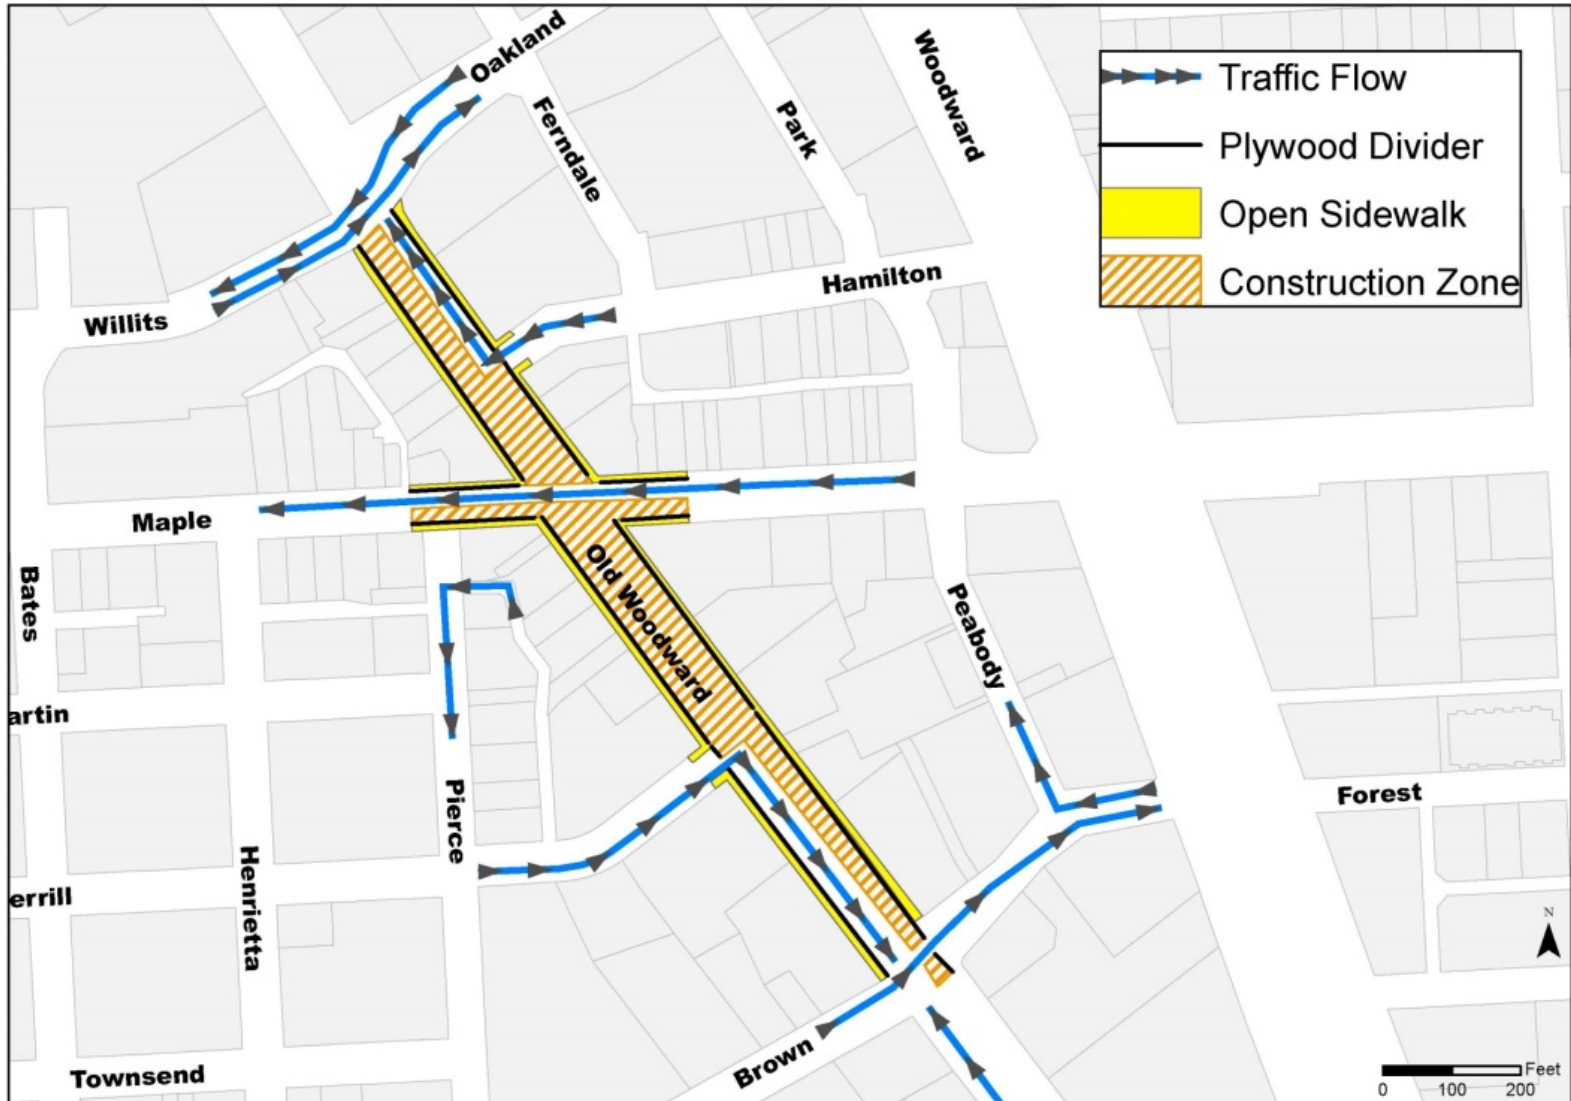 Oakland
Woodward
Traffic Flow
Ferndale
Park
Plywood Divider
Open Sidewalk
Hamilton
Construction Zone
Willits
Maple
Old Woodward
Bates
Peabody
artin
Pierce
Forest
Henrietta
errill
N
Brown
Townsend
Feet
0 100 200